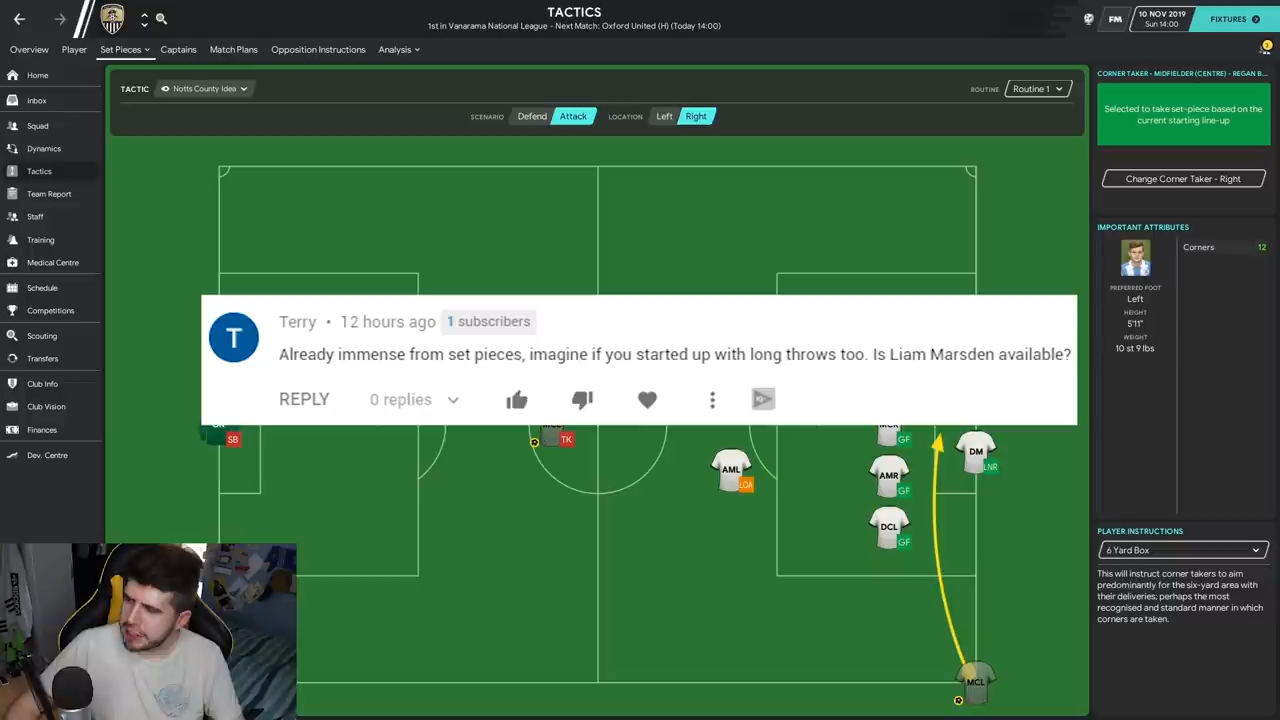 TACTICS
1st in Vanarama National League - Next Match: Oxford United (H) (Today 14:00)
FM
10 NOV 2019
Sun 14:00
FIXTURES
Overview
Player
Set Pieces
Captains
Match Plans
Opposition Instructions
Analysis
Home
Inbox
Squad
Dynamics
Tactics
Team Report
Staff
Training
Medical Centre
Schedule
Competitions
Scouting
Transfers
Club Info
Club Vision
Finances
Dev. Centre
TACTIC
Notts County Idea
ROUTINE
Routine 1
SCENARIO
Defend
Attack
LOCATION
Left
Right
T
Terry • 12 hours ago 1 subscribers
Already immense from set pieces, imagine if you started up with long throws too. Is Liam Marsden available?
REPLY
0 replies
SB
TK
AML
LOA
GF
AMR
GF
DCL
GF
DM
LNR
MCL
CORNER TAKER - MIDFIELDER (CENTRE) - REGAN B...
Selected to take set-piece based on the
current starting line-up
Change Corner Taker - Right
IMPORTANT ATTRIBUTES
Corners 12
PREFERRED FOOT
Left
HEIGHT
5'11"
WEIGHT
10 st 9 lbs
PLAYER INSTRUCTIONS
6 Yard Box
This will instruct corner takers to aim
predominantly for the six-yard area with
their deliveries; perhaps the most
recognised and standard manner in which
corners are taken.